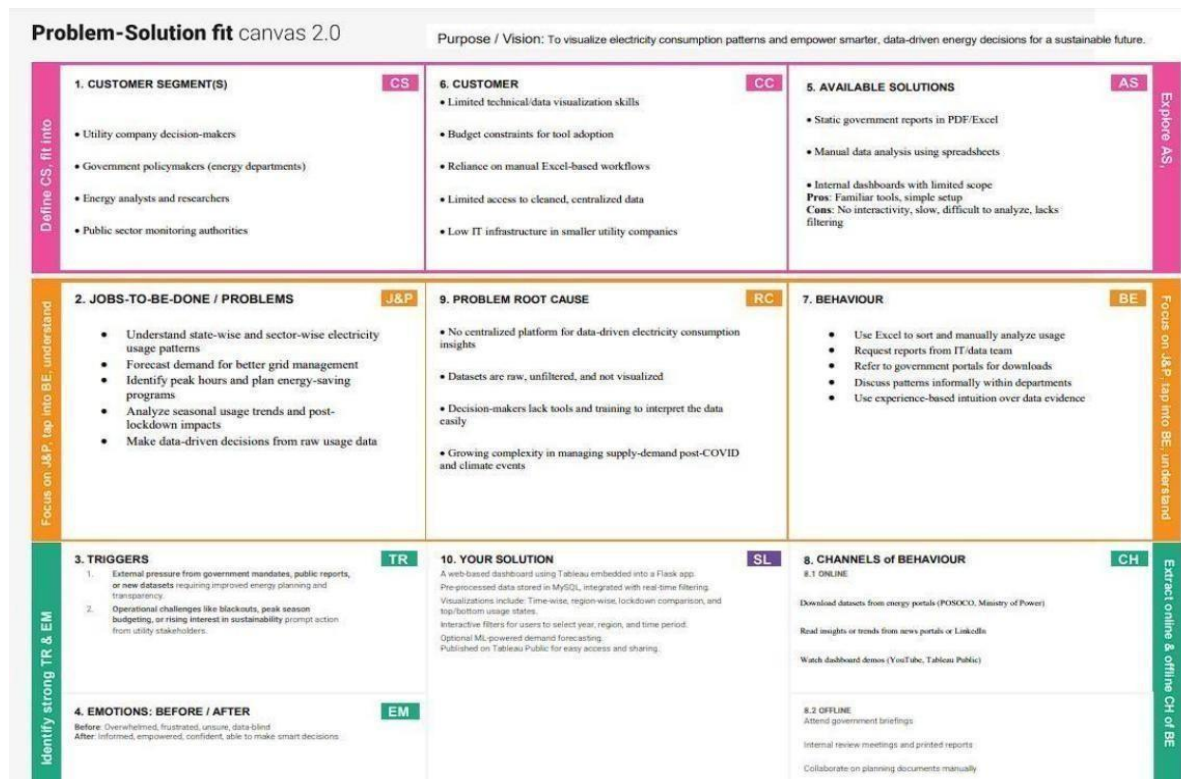 Problem-Solution fit canvas 2.0
Purpose / Vision: To visualize electricity consumption patterns and empower smarter, data-driven energy decisions for a sustainable future.
Define CS, fit into
1. CUSTOMER SEGMENT(S)
CS
• Utility company decision-makers
• Government policymakers (energy departments)
• Energy analysts and researchers
• Public sector monitoring authorities
6. CUSTOMER
CC
• Limited technical/data visualization skills
• Budget constraints for tool adoption
• Reliance on manual Excel-based workflows
• Limited access to cleaned, centralized data
• Low IT infrastructure in smaller utility companies
5. AVAILABLE SOLUTIONS
AS
• Static government reports in PDF/Excel
• Manual data analysis using spreadsheets
• Internal dashboards with limited scope
Pros: Familiar tools, simple setup
Cons: No interactivity, slow, difficult to analyze, lacks
filtering
Explore AS,
Focus on J&P, tap into BE, understand
2. JOBS-TO-BE-DONE / PROBLEMS
J&P
• Understand state-wise and sector-wise electricity
usage patterns
• Forecast demand for better grid management
• Identify peak hours and plan energy-saving
programs
• Analyze seasonal usage trends and post-
lockdown impacts
• Make data-driven decisions from raw usage data
9. PROBLEM ROOT CAUSE
RC
• No centralized platform for data-driven electricity consumption
insights
• Datasets are raw, unfiltered, and not visualized
• Decision-makers lack tools and training to interpret the data
easily
• Growing complexity in managing supply-demand post-COVID
and climate events
7. BEHAVIOUR
BE
• Use Excel to sort and manually analyze usage
• Request reports from IT/data team
• Refer to government portals for downloads
• Discuss patterns informally within departments
• Use experience-based intuition over data evidence
Focus on J&P, tap into BE, understand
Identify strong TR & EM
3. TRIGGERS
TR
1. External pressure from government mandates, public reports,
or new datasets requiring improved energy planning and
transparency.
2. Operational challenges like blackouts, peak season
budgeting, or rising interest in sustainability prompt action
from utility stakeholders.
4. EMOTIONS: BEFORE / AFTER
EM
Before: Overwhelmed, frustrated, unsure, data-blind
After: Informed, empowered, confident, able to make smart decisions
10. YOUR SOLUTION
SL
A web-based dashboard using Tableau embedded into a Flask app.
Pre-processed data stored in MySQL, integrated with real-time filtering.
Visualizations include: Time-wise, region-wise, lockdown comparison, and
top/bottom usage states.
Interactive filters for users to select year, region, and time period.
Optional ML-powered demand forecasting.
Published on Tableau Public for easy access and sharing.
8. CHANNELS of BEHAVIOUR
CH
8.1 ONLINE
Download datasets from energy portals (POSOCO, Ministry of Power)
Read insights or trends from news portals or LinkedIn
Watch dashboard demos (YouTube, Tableau Public)
8.2 OFFLINE
Attend government briefings
Internal review meetings and printed reports
Collaborate on planning documents manually
Extract online & offline CH of BE